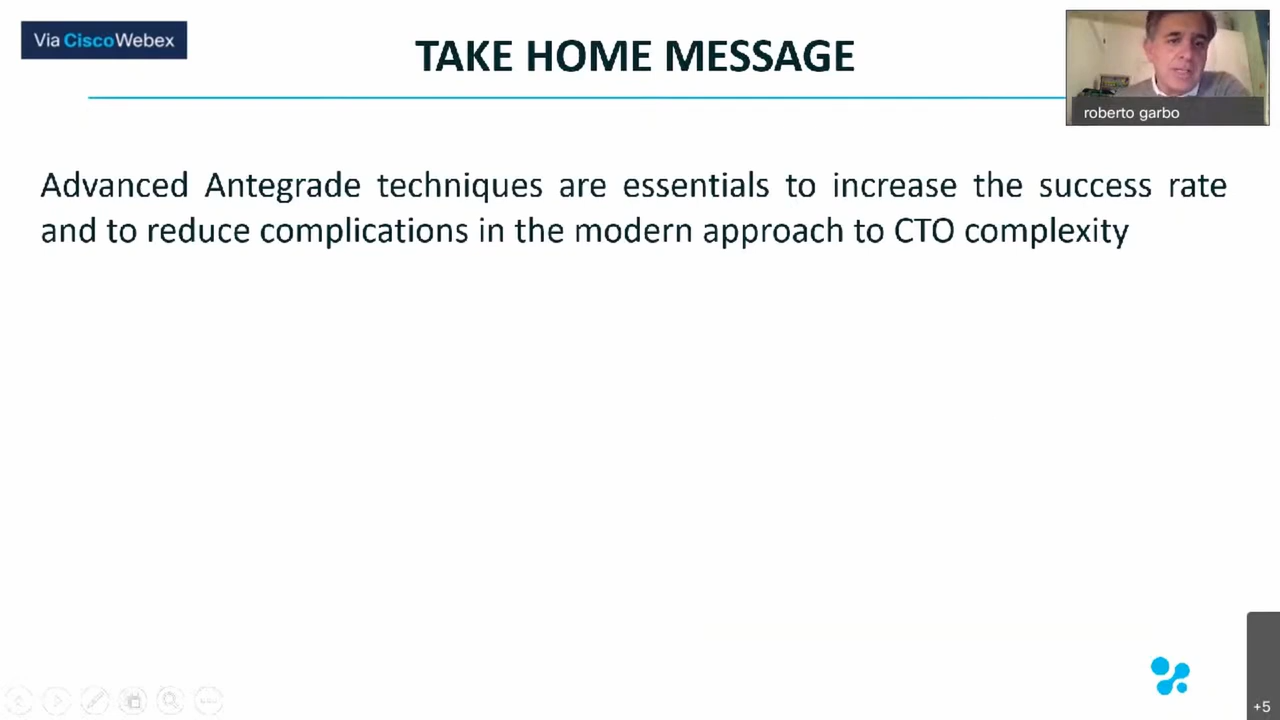 Via CiscoWebex
TAKE HOME MESSAGE
roberto garbo
Advanced Antegrade techniques are essentials to increase the success rate
and to reduce complications in the modern approach to CTO complexity
+5